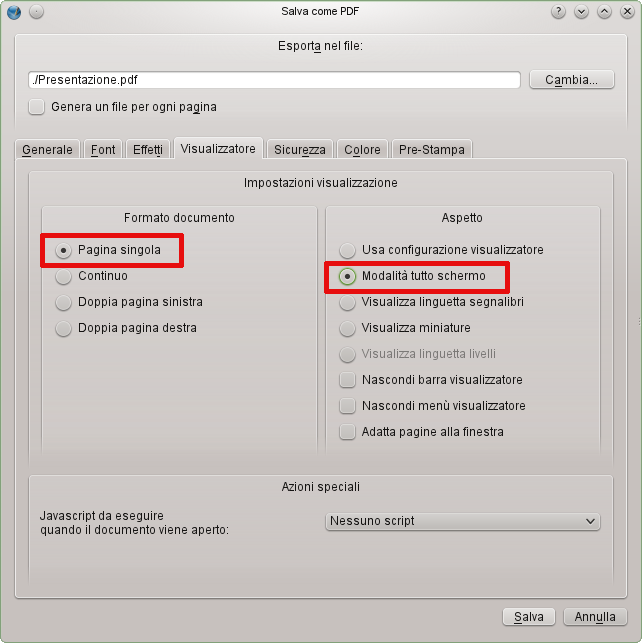 Salva come PDF
Esporta nel file:
./Presentazione.pdf
Cambia...
Genera un file per ogni pagina
Generale Font Effetti Visualizzatore Sicurezza Colore Pre-Stampa
Impostazioni visualizzazione
Formato documento
Pagina singola
Continuo
Doppia pagina sinistra
Doppia pagina destra
Aspetto
Usa configurazione visualizzatore
Modalità tutto schermo
Visualizza linguetta segnalibri
Visualizza miniature
Visualizza linguetta livelli
Nascondi barra visualizzatore
Nascondi menù visualizzatore
Adatta pagine alla finestra
Azioni speciali
Javascript da eseguire
quando il documento viene aperto:
Nessuno script
Salva Annulla